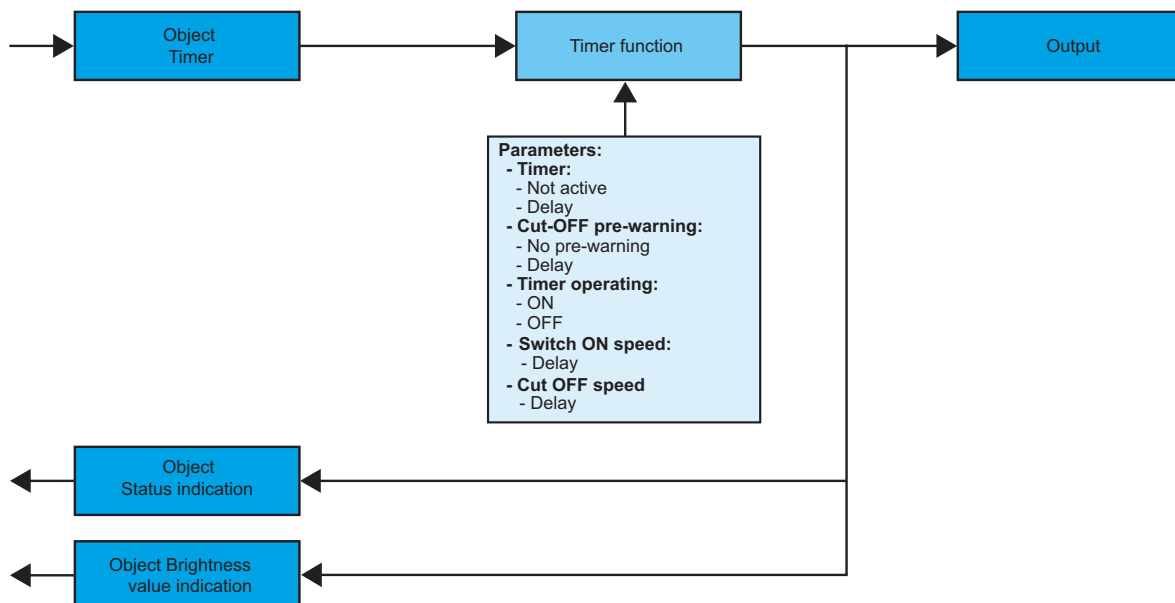 Object
Timer
Timer function
Output
Parameters:
- Timer:
- Not active
- Delay
- Cut-OFF pre-warning:
- No pre-warning
- Delay
- Timer operating:
- ON
- OFF
- Switch ON speed:
- Delay
- Cut OFF speed
- Delay
Object
Status indication
Object Brightness
value indication